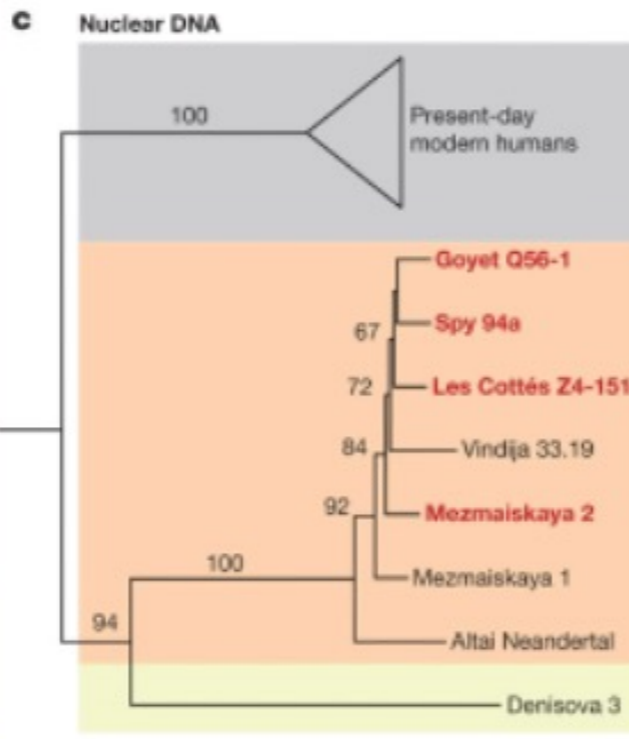 c Nuclear DNA
100
Present-day
modern humans
Goyet Q56-1
Spy 94a
67
Les Cottés Z4-151
72
Vindija 33.19
84
Mezmaiskaya 2
92
Mezmaiskaya 1
100
Altai Neandertal
94
Denisova 3